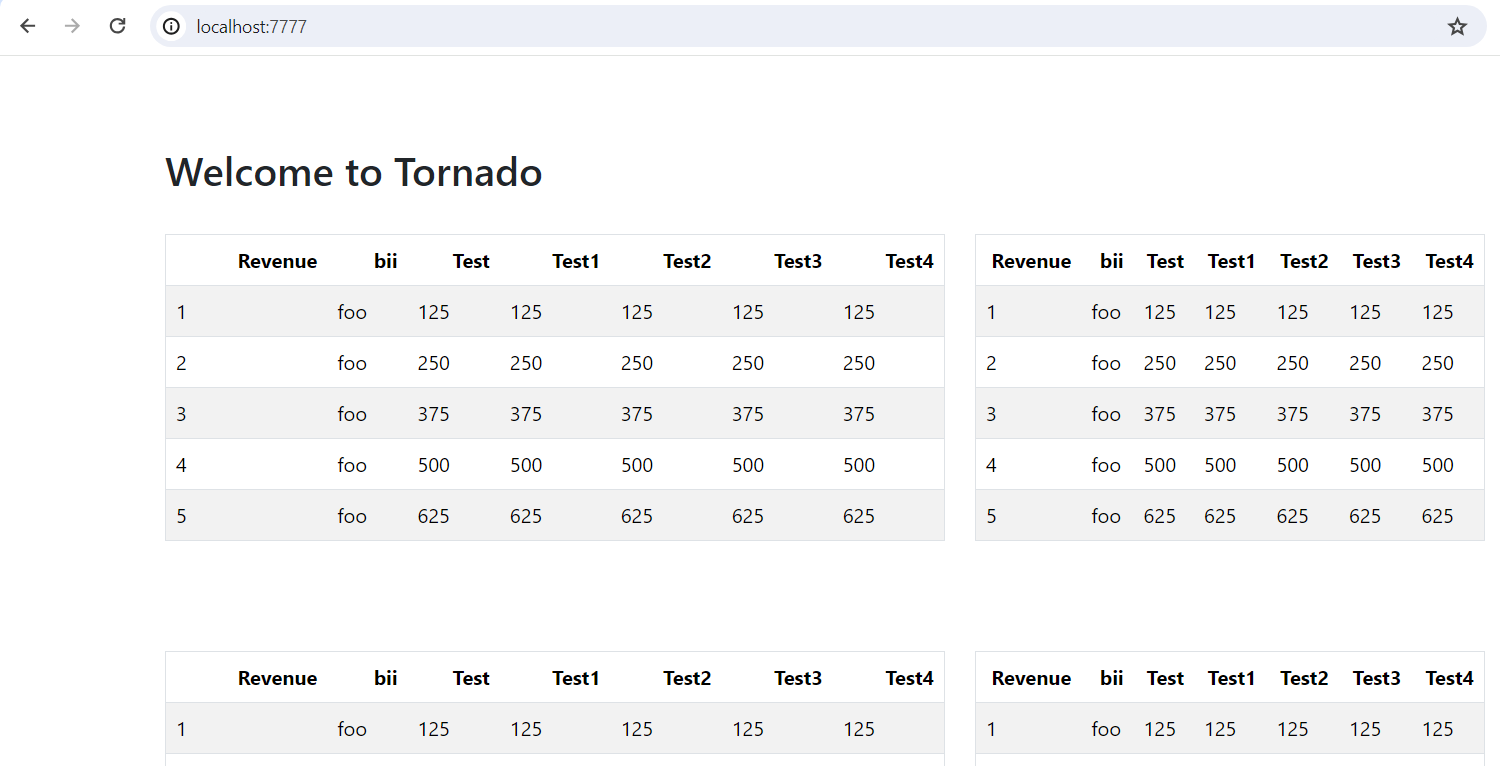 localhost:7777
Welcome to Tornado
Revenue bii Test Test1 Test2 Test3 Test4
1 foo 125 125 125 125 125
2 foo 250 250 250 250 250
3 foo 375 375 375 375 375
4 foo 500 500 500 500 500
5 foo 625 625 625 625 625
Revenue bii Test Test1 Test2 Test3 Test4
1 foo 125 125 125 125 125
2 foo 250 250 250 250 250
3 foo 375 375 375 375 375
4 foo 500 500 500 500 500
5 foo 625 625 625 625 625
Revenue bii Test Test1 Test2 Test3 Test4
1 foo 125 125 125 125 125
Revenue bii Test Test1 Test2 Test3 Test4
1 foo 125 125 125 125 125